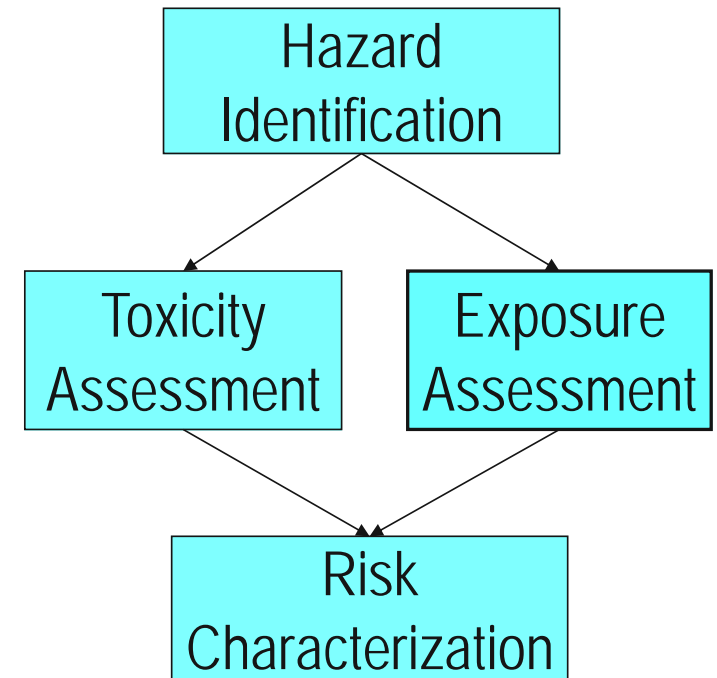 Hazard
Identification
Toxicity
Assessment
Exposure
Assessment
Risk
Characterization